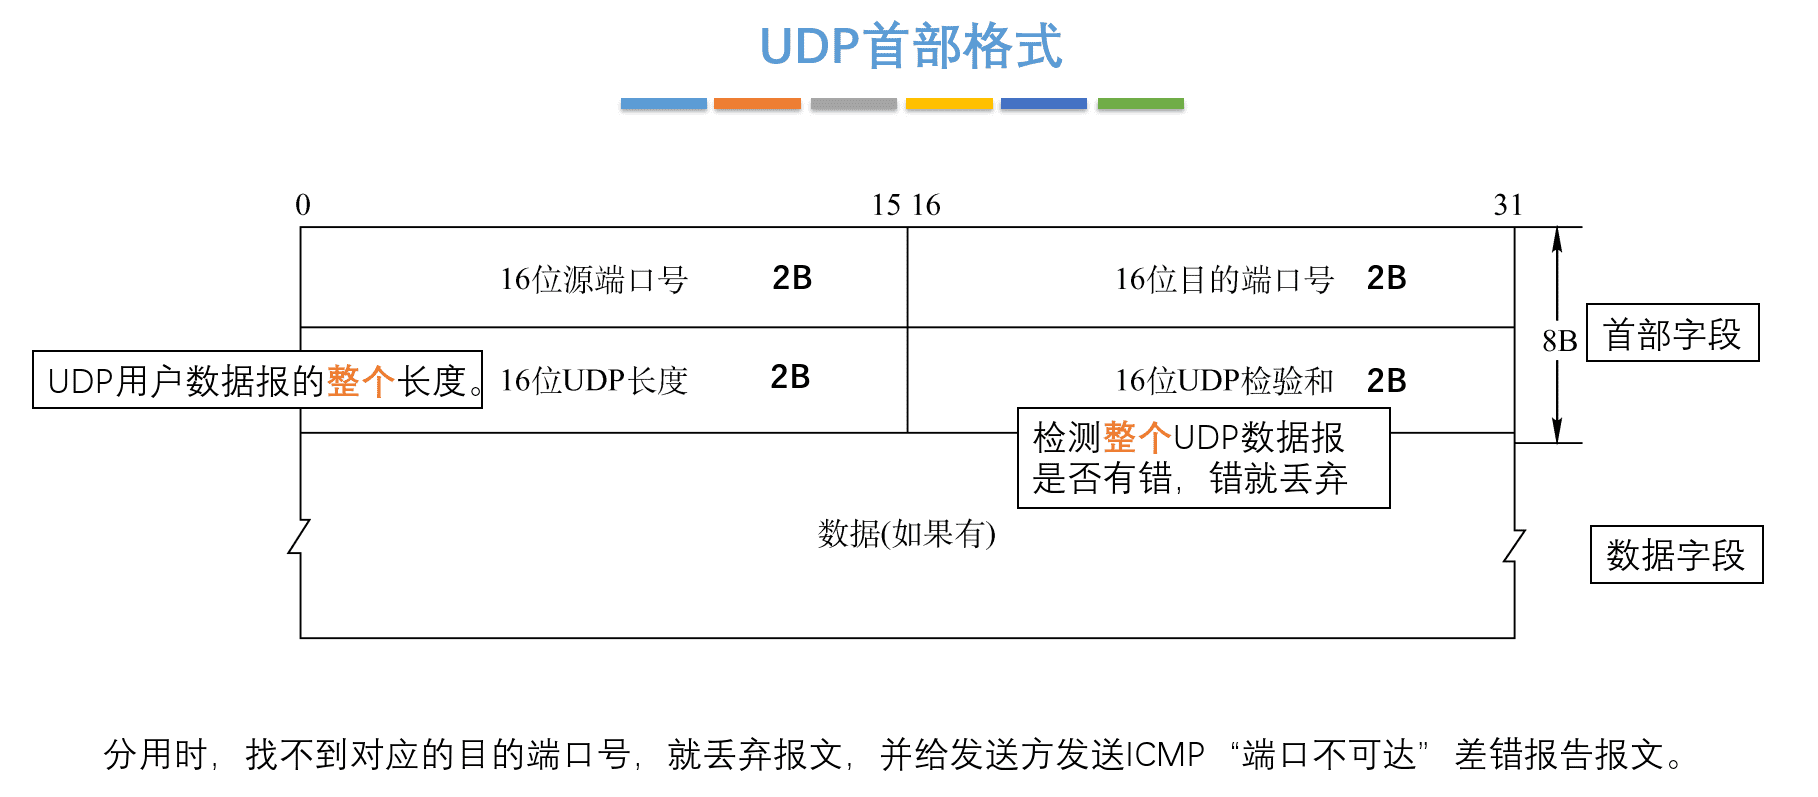 UDP首部格式
0
15
16
31
16位源端口号
2B
16位目的端口号
2B
8B
首部字段
UDP用户数据报的整个长度。
16位UDP长度
2B
16位UDP检验和
2B
检测整个UDP数据报
是否有错，错就丢弃
数据(如果有)
数据字段
分用时，找不到对应的目的端口号，就丢弃报文，并给发送方发送ICMP“端口不可达”差错报告报文。